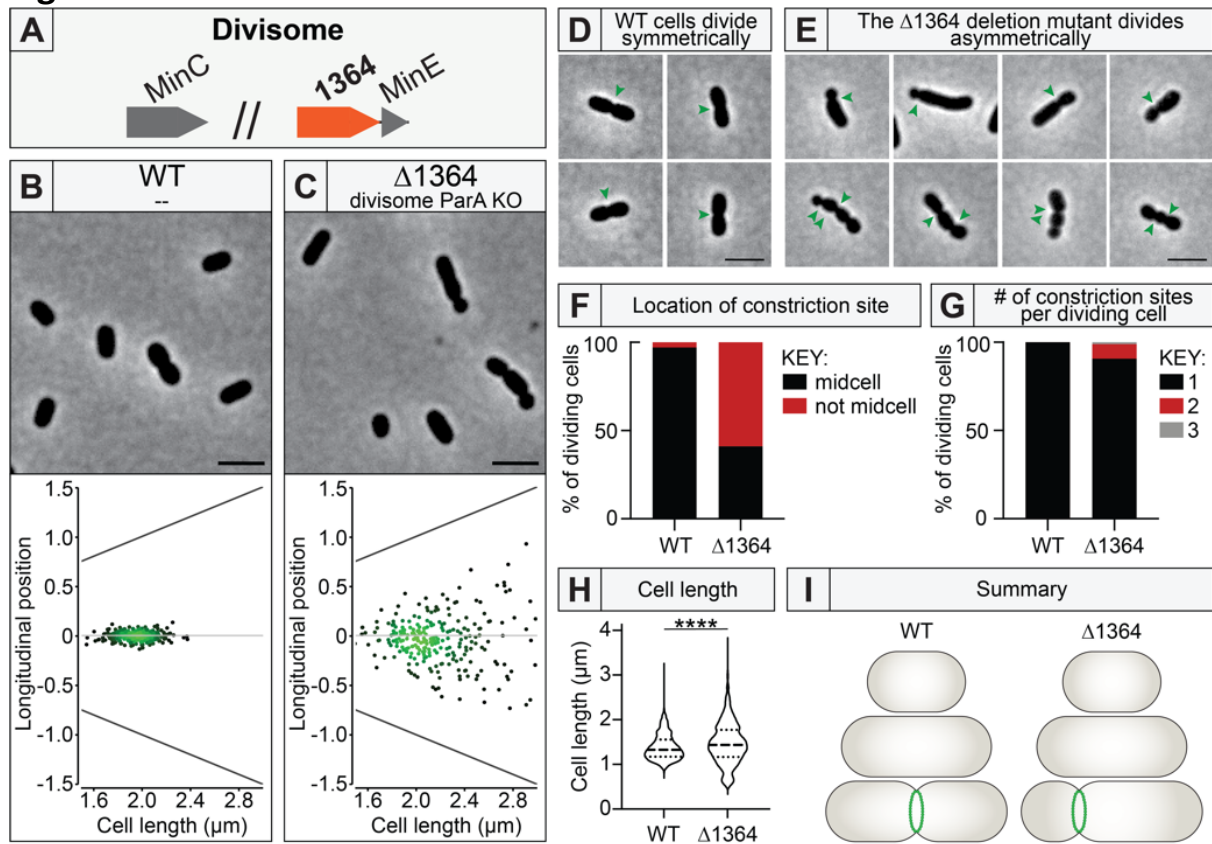 A
Divisome
MinC
//
1364
MinE
B
WT
--
C
Δ1364
divisome ParA KO
1.5
1.0
0.5
0
-0.5
-1.0
-1.5
Longitudinal position
1.6 2.0 2.4 2.8
Cell length (µm)
1.5
1.0
0.5
0
-0.5
-1.0
-1.5
Longitudinal position
1.6 2.0 2.4 2.8
Cell length (µm)
D
WT cells divide
symmetrically
E
The Δ1364 deletion mutant divides
asymmetrically
F
Location of constriction site
100
50
0
% of dividing cells
WT Δ1364
KEY:
midcell
not midcell
G
# of constriction sites
per dividing cell
100
50
0
% of dividing cells
WT Δ1364
KEY:
1
2
3
H
Cell length
****
4
3
2
1
0
Cell length (µm)
WT Δ1364
I
Summary
WT
Δ1364